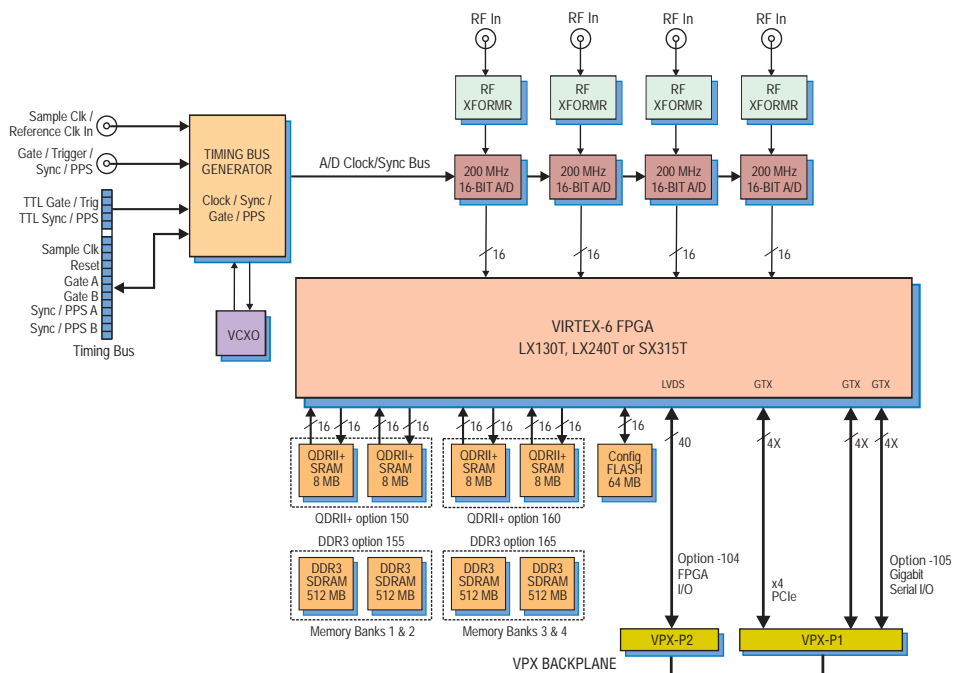 RF In
RF In
RF In
RF In
RF
XFORMR
RF
XFORMR
RF
XFORMR
RF
XFORMR
Sample Clk /
Reference Clk In
Gate / Trigger /
Sync / PPS
TTL Gate / Trig
TTL Sync / PPS
Sample Clk
Reset
Gate A
Gate B
Sync / PPS A
Sync / PPS B
Timing Bus
TIMING BUS
GENERATOR
Clock / Sync /
Gate / PPS
VCXO
A/D Clock/Sync Bus
200 MHz
16-BIT A/D
200 MHz
16-BIT A/D
200 MHz
16-BIT A/D
200 MHz
16-BIT A/D
16
16
16
16
VIRTEX-6 FPGA
LX130T, LX240T or SX315T
LVDS
GTX
GTX
GTX
16
16
16
16
16
16
16
16
16
40
4X
4X
4X
QDRII+
SRAM
8 MB
QDRII+
SRAM
8 MB
QDRII+
SRAM
8 MB
QDRII+
SRAM
8 MB
Config
FLASH
64 MB
QDRII+ option 150
QDRII+ option 160
DDR3 option 155
DDR3 option 165
DDR3
SDRAM
512 MB
DDR3
SDRAM
512 MB
DDR3
SDRAM
512 MB
DDR3
SDRAM
512 MB
Memory Banks 1 & 2
Memory Banks 3 & 4
Option -104
FPGA
I/O
x4
PCIe
Option -105
Gigabit
Serial I/O
VPX-P2
VPX-P1
VPX BACKPLANE